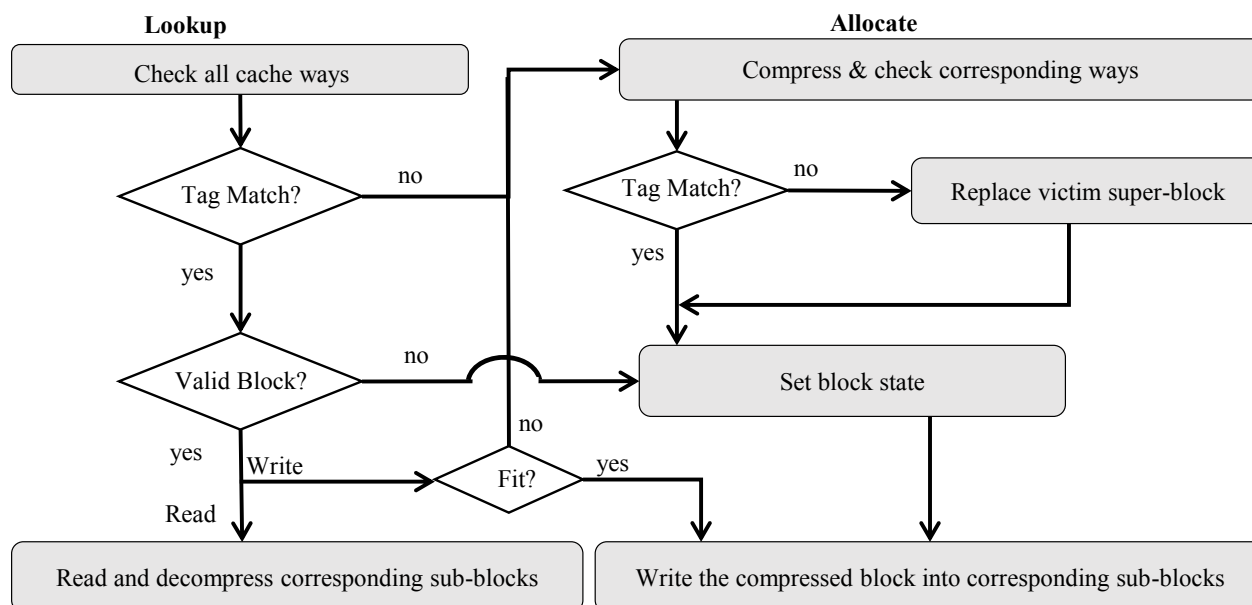 Lookup
Allocate
Check all cache ways
Compress & check corresponding ways
Tag Match?
no
Tag Match?
no
Replace victim super-block
yes
yes
Valid Block?
no
Set block state
yes
Write
no
Fit?
yes
Read
Read and decompress corresponding sub-blocks
Write the compressed block into corresponding sub-blocks